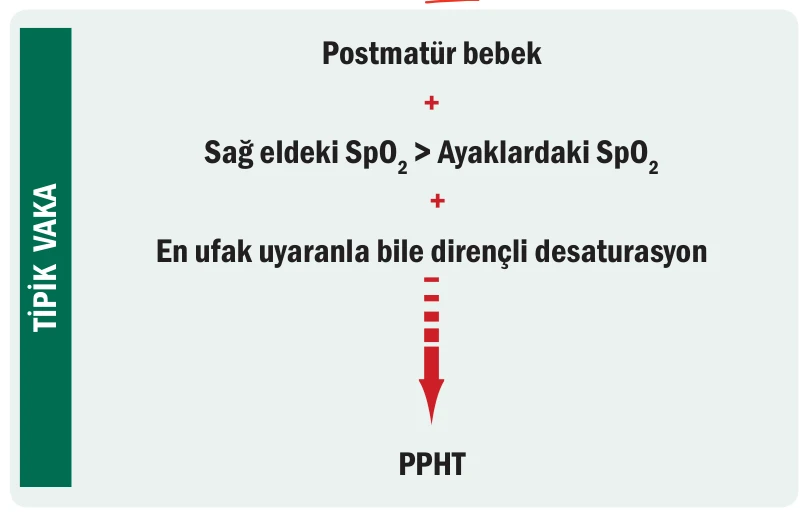 TİPİK VAKA
Postmatür bebek
+
Sağ eldeki SpO₂ > Ayaklardaki SpO₂
+
En ufak uyaranla bile dirençli desaturasyon
PPHT